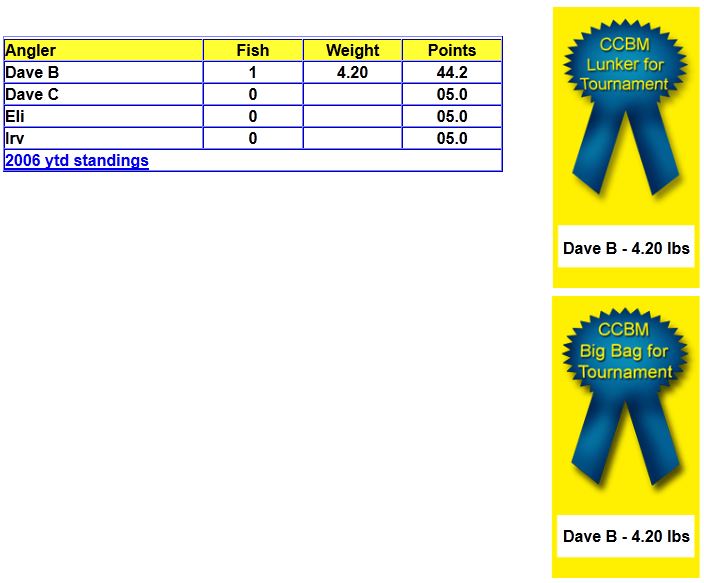 Angler Fish Weight Points
Dave B 1 4.20 44.2
Dave C 0 05.0
Eli 0 05.0
Irv 0 05.0
2006 ytd standings
CCBM
Lunker for
Tournament
Dave B - 4.20 lbs
CCBM
Big Bag for
Tournament
Dave B - 4.20 lbs